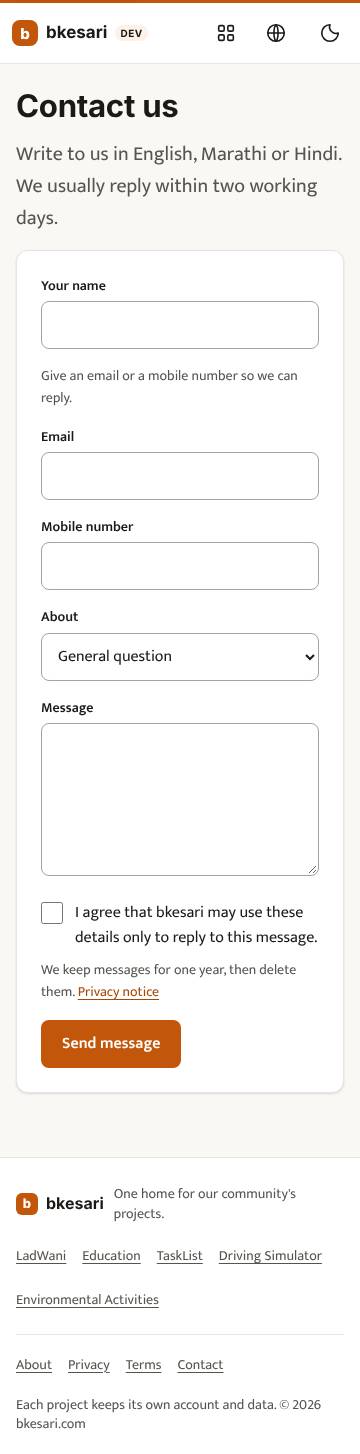 b bkesari DEV
Contact us
Write to us in English, Marathi or Hindi.
We usually reply within two working
days.
Your name
Give an email or a mobile number so we can
reply.
Email
Mobile number
About
General question
Message
I agree that bkesari may use these
details only to reply to this message.
We keep messages for one year, then delete
them. Privacy notice
Send message
b bkesari One home for our community's
projects.
LadWani Education TaskList Driving Simulator
Environmental Activities
About Privacy Terms Contact
Each project keeps its own account and data. © 2026
bkesari.com